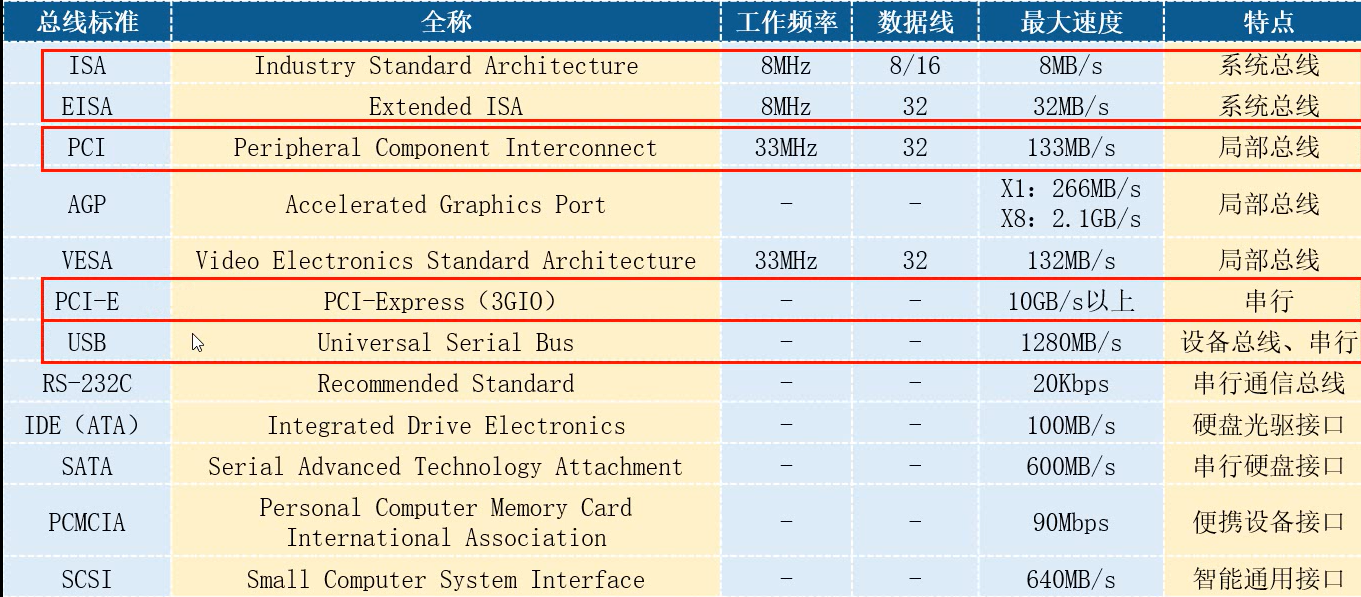 总线标准 全称 工作频率 数据线 最大速度 特点
ISA Industry Standard Architecture 8MHz 8/16 8MB/s 系统总线
EISA Extended ISA 8MHz 32 32MB/s 系统总线
PCI Peripheral Component Interconnect 33MHz 32 133MB/s 局部总线
AGP Accelerated Graphics Port - - X1：266MB/s
X8：2.1GB/s 局部总线
VESA Video Electronics Standard Architecture 33MHz 32 132MB/s 局部总线
PCI-E PCI-Express（3GIO） - - 10GB/s以上 串行
USB Universal Serial Bus - - 1280MB/s 设备总线、串行
RS-232C Recommended Standard - - 20Kbps 串行通信总线
IDE（ATA） Integrated Drive Electronics - - 100MB/s 硬盘光驱接口
SATA Serial Advanced Technology Attachment - - 600MB/s 串行硬盘接口
PCMCIA Personal Computer Memory Card
International Association - - 90Mbps 便携设备接口
SCSI Small Computer System Interface - - 640MB/s 智能通用接口